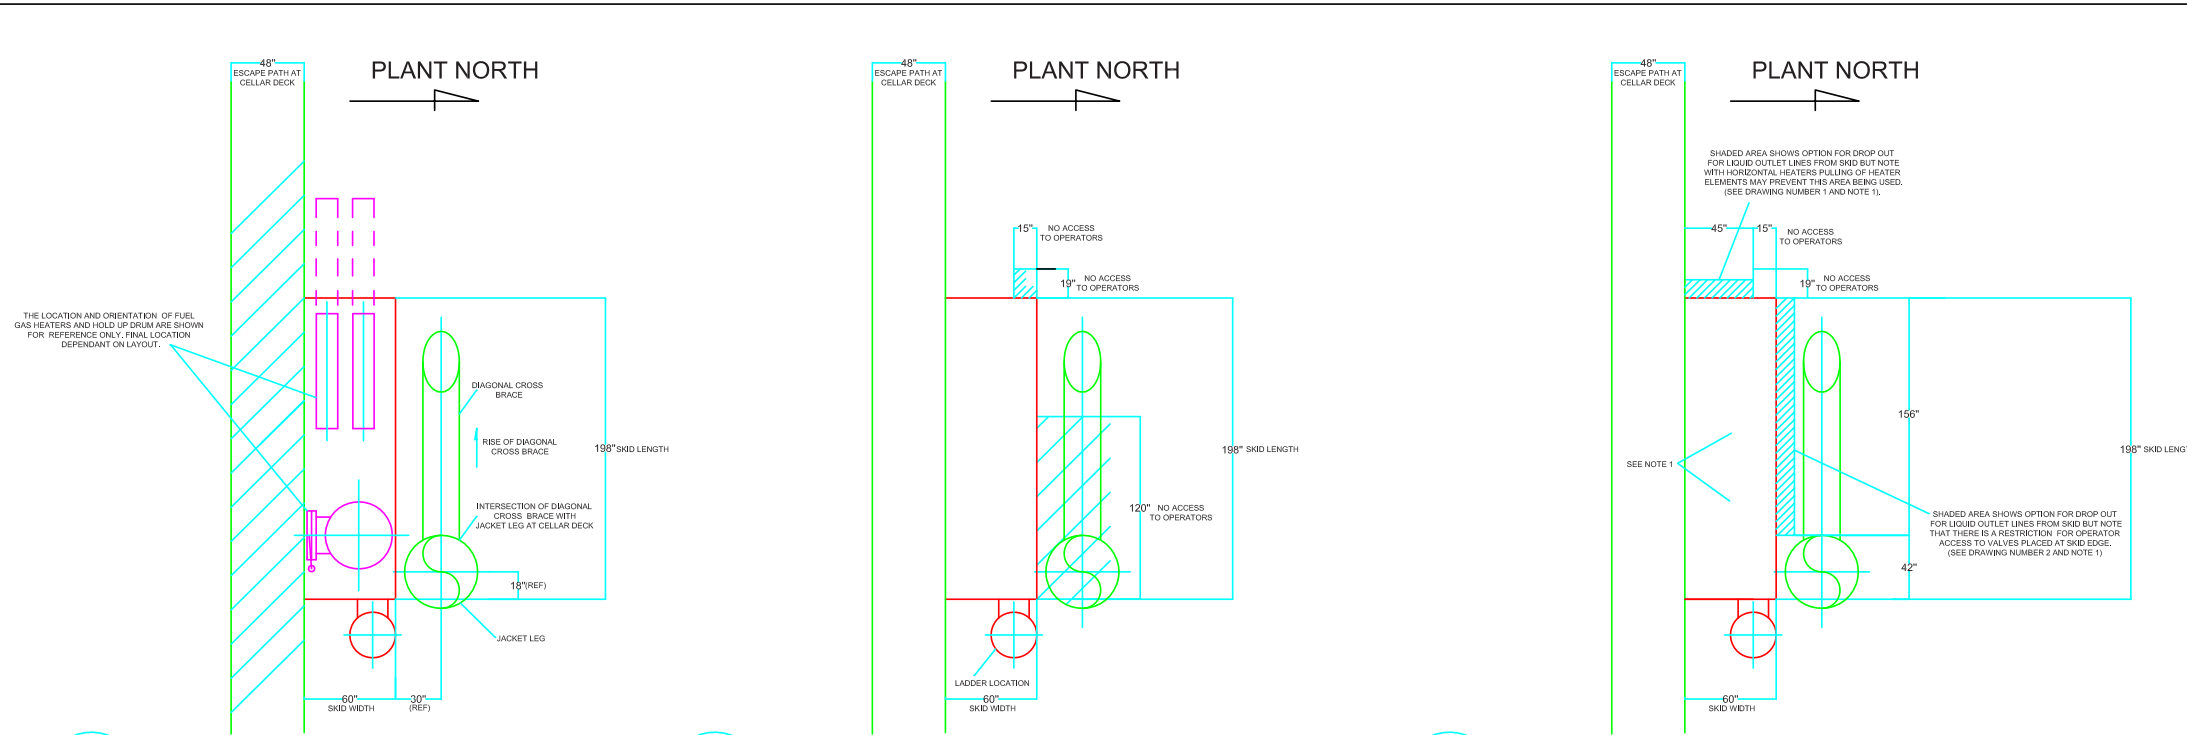 48"
ESCAPE PATH AT
CELLAR DECK
PLANT NORTH
THE LOCATION AND ORIENTATION OF FUEL
GAS HEATERS AND HOLD UP DRUM ARE SHOWN
FOR REFERENCE ONLY. FINAL LOCATION
DEPENDANT ON LAYOUT.
DIAGONAL CROSS
BRACE
RISE OF DIAGONAL
CROSS BRACE
198" SKID LENGTH
INTERSECTION OF DIAGONAL
CROSS BRACE WITH
JACKET LEG AT CELLAR DECK
18"(REF)
JACKET LEG
60"
SKID WIDTH
30"
(REF)
48"
ESCAPE PATH AT
CELLAR DECK
PLANT NORTH
15"
NO ACCESS
TO OPERATORS
19"
NO ACCESS
TO OPERATORS
198" SKID LENGTH
120"
NO ACCESS
TO OPERATORS
LADDER LOCATION
60"
SKID WIDTH
48"
ESCAPE PATH AT
CELLAR DECK
PLANT NORTH
SHADED AREA SHOWS OPTION FOR DROP OUT
FOR LIQUID OUTLET LINES FROM SKID BUT NOTE
WITH HORIZONTAL HEATERS PULLING OF HEATER
ELEMENTS MAY PREVENT THIS AREA BEING USED.
(SEE DRAWING NUMBER 1 AND NOTE 1).
45"
15"
NO ACCESS
TO OPERATORS
19"
NO ACCESS
TO OPERATORS
156"
198" SKID LENGT
SEE NOTE 1
SHADED AREA SHOWS OPTION FOR DROP OUT
FOR LIQUID OUTLET LINES FROM SKID BUT NOTE
THAT THERE IS A RESTRICTION FOR OPERATOR
ACCESS TO VALVES PLACED AT SKID EDGE.
(SEE DRAWING NUMBER 2 AND NOTE 1)
42"
60"
SKID WIDTH